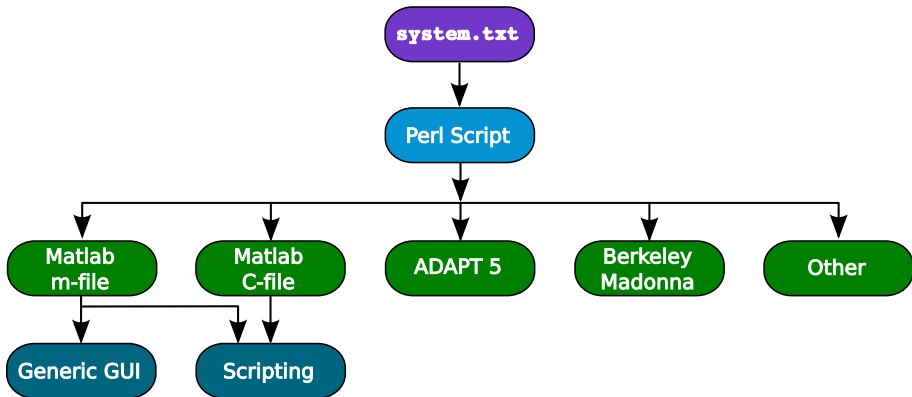 system.txt
Perl Script
Matlab
m-file
Matlab
C-file
ADAPT 5
Berkeley
Madonna
Other
Generic GUI
Scripting